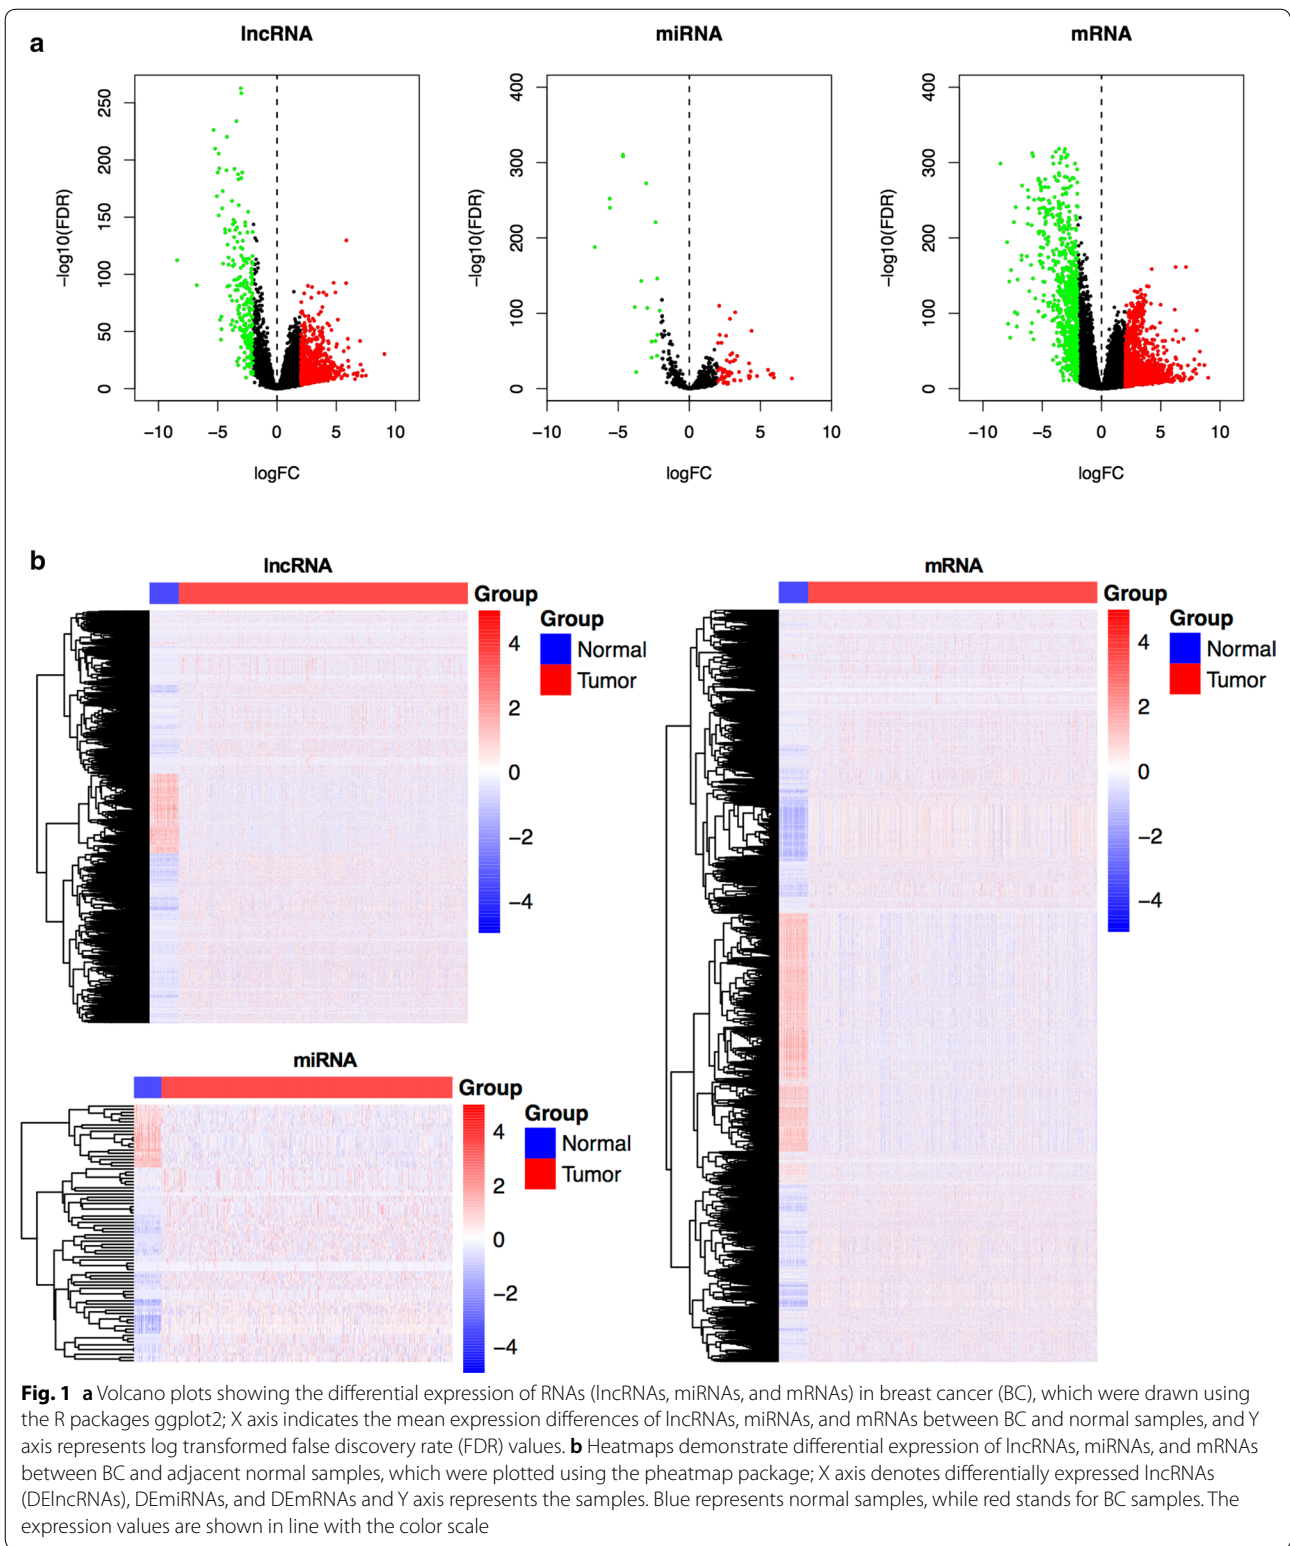 a
lncRNA
miRNA
mRNA
−log10(FDR)
250
200
150
100
50
0
−10 −5 0 5 10
logFC
−log10(FDR)
400
300
200
100
0
−10 −5 0 5 10
logFC
−log10(FDR)
400
300
200
100
0
−10 −5 0 5 10
logFC
b
lncRNA
Group
4
2
0
−2
−4
Group
Normal
Tumor
mRNA
Group
4
2
0
−2
−4
Group
Normal
Tumor
miRNA
Group
4
2
0
−2
−4
Group
Normal
Tumor
Fig. 1 a Volcano plots showing the differential expression of RNAs (lncRNAs, miRNAs, and mRNAs) in breast cancer (BC), which were drawn using
the R packages ggplot2; X axis indicates the mean expression differences of lncRNAs, miRNAs, and mRNAs between BC and normal samples, and Y
axis represents log transformed false discovery rate (FDR) values. b Heatmaps demonstrate differential expression of lncRNAs, miRNAs, and mRNAs
between BC and adjacent normal samples, which were plotted using the pheatmap package; X axis denotes differentially expressed lncRNAs
(DElncRNAs), DEmiRNAs, and DEmRNAs and Y axis represents the samples. Blue represents normal samples, while red stands for BC samples. The
expression values are shown in line with the color scale